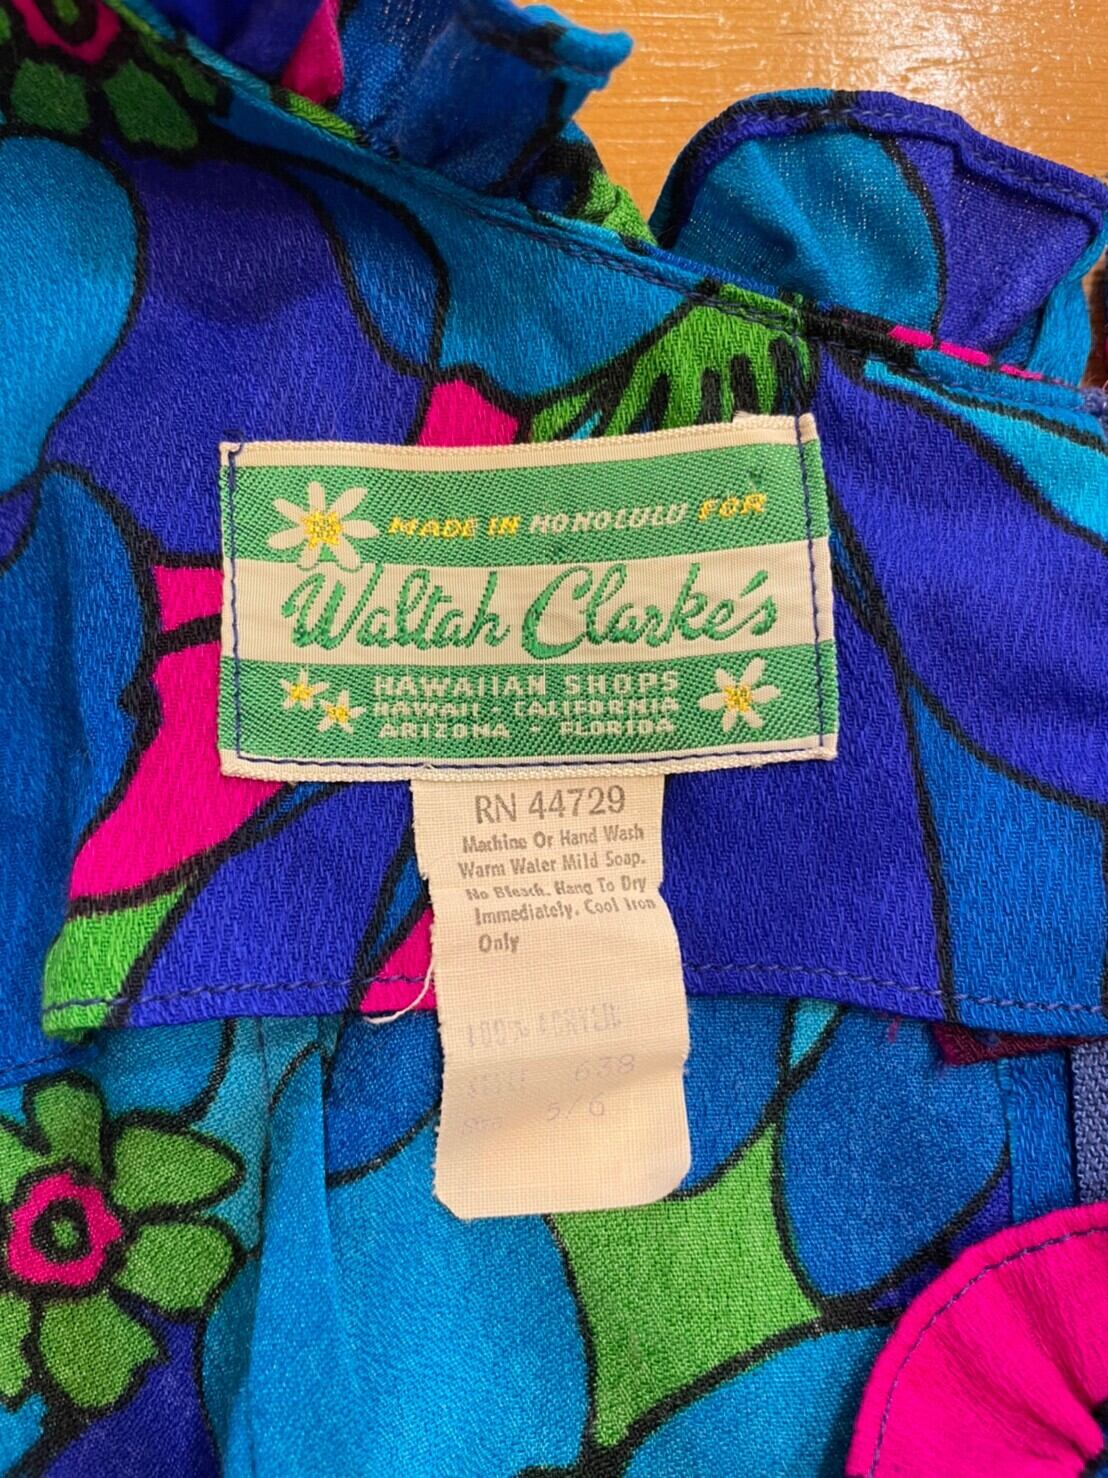 MADE IN HONOLULU FOR
Waltah Clarke's
HAWAIIAN SHOPS
HAWAII - CALIFORNIA
ARIZONA - FLORIDA
RN 44729
Machine Or Hand Wash
Warm Water Mild Soap.
No Bleach. Hang To Dry
Immediately. Cool Iron
Only
100%
638
5/6